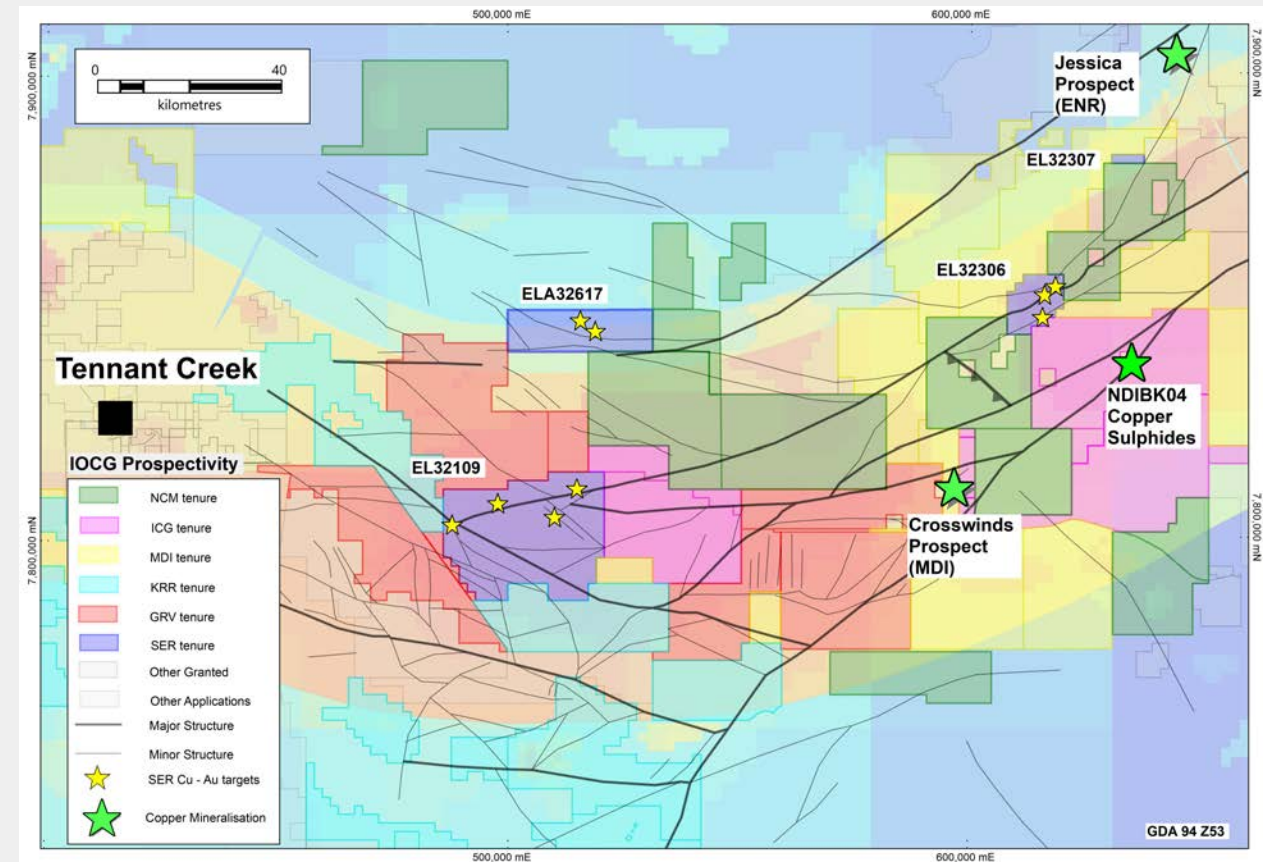 500,000 mE
600,000 mE
7,900,000 mN
7,900,000 mN
0
40
kilometres
Jessica
Prospect
(ENR)
EL32307
EL32306
ELA32617
Tennant Creek
NDIBK04
Copper
Sulphides
EL32109
Crosswinds
Prospect
(MDI)
IOCG Prospectivity
NCM tenure
ICG tenure
MDI tenure
KRR tenure
GRV tenure
SER tenure
Other Granted
Other Applications
Major Structure
Minor Structure
SER Cu - Au targets
Copper Mineralisation
7,800,000 mN
7,800,000 mN
GDA 94 Z53
500,000 mE
600,000 mE